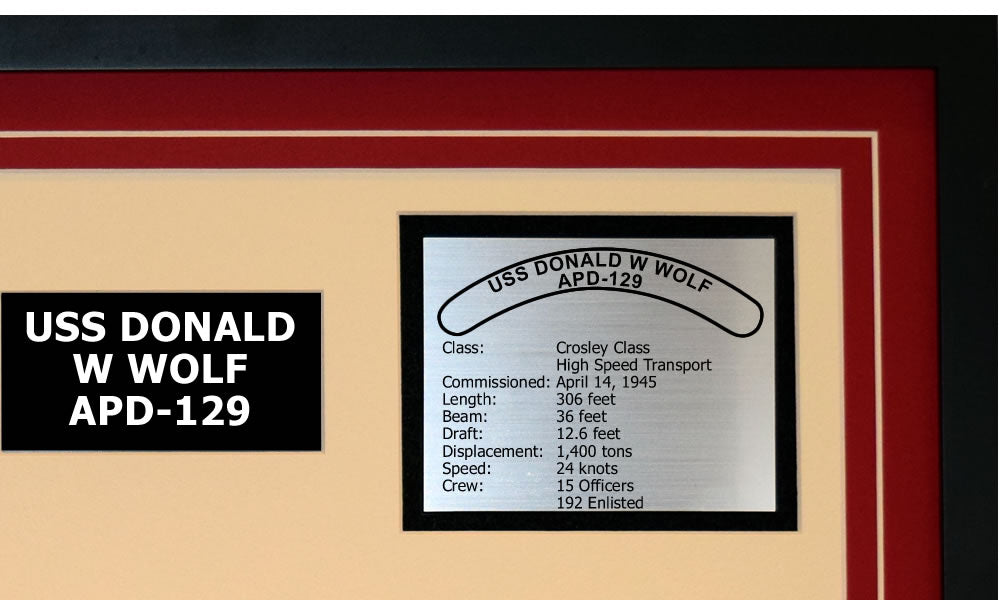 USS DONALD
W WOLF
APD-129
USS DONALD W WOLF
APD-129
Class: Crosley Class
High Speed Transport
Commissioned: April 14, 1945
Length: 306 feet
Beam: 36 feet
Draft: 12.6 feet
Displacement: 1,400 tons
Speed: 24 knots
Crew: 15 Officers
192 Enlisted